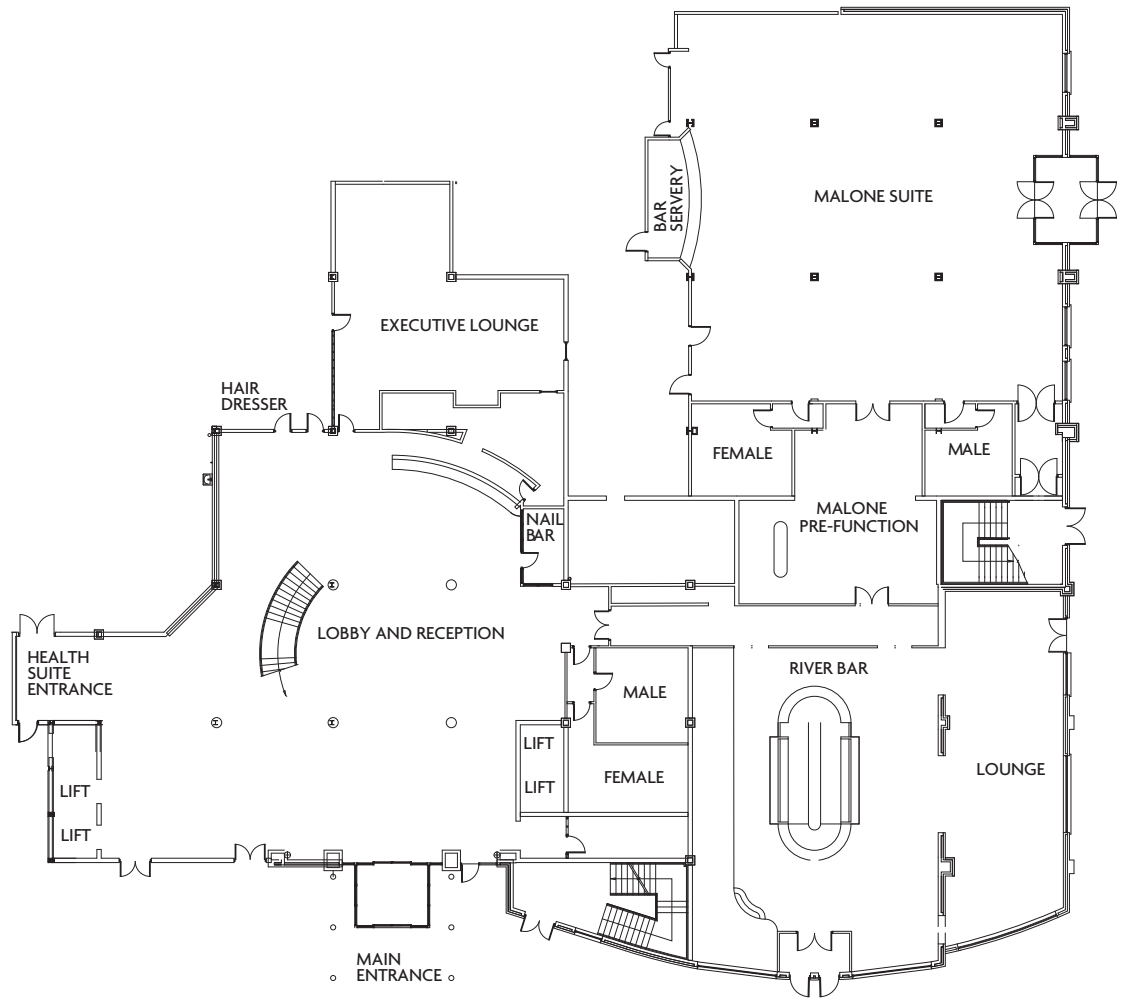 MALONE SUITE
BAR
SERVERY
EXECUTIVE LOUNGE
HAIR
DRESSER
FEMALE
MALE
MALONE
PRE-FUNCTION
NAIL
BAR
LOBBY AND RECEPTION
HEALTH
SUITE
ENTRANCE
RIVER BAR
MALE
LIFT
LIFT
FEMALE
LOUNGE
LIFT
LIFT
MAIN
ENTRANCE